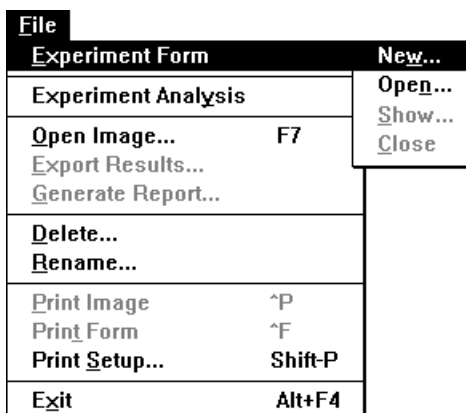 File
Experiment Form New...
Open...
Experiment Analysis
Show...
Open Image... F7
Close
Export Results...
Generate Report...
Delete...
Rename...
Print Image ^P
Print Form ^F
Print Setup... Shift-P
Exit Alt+F4